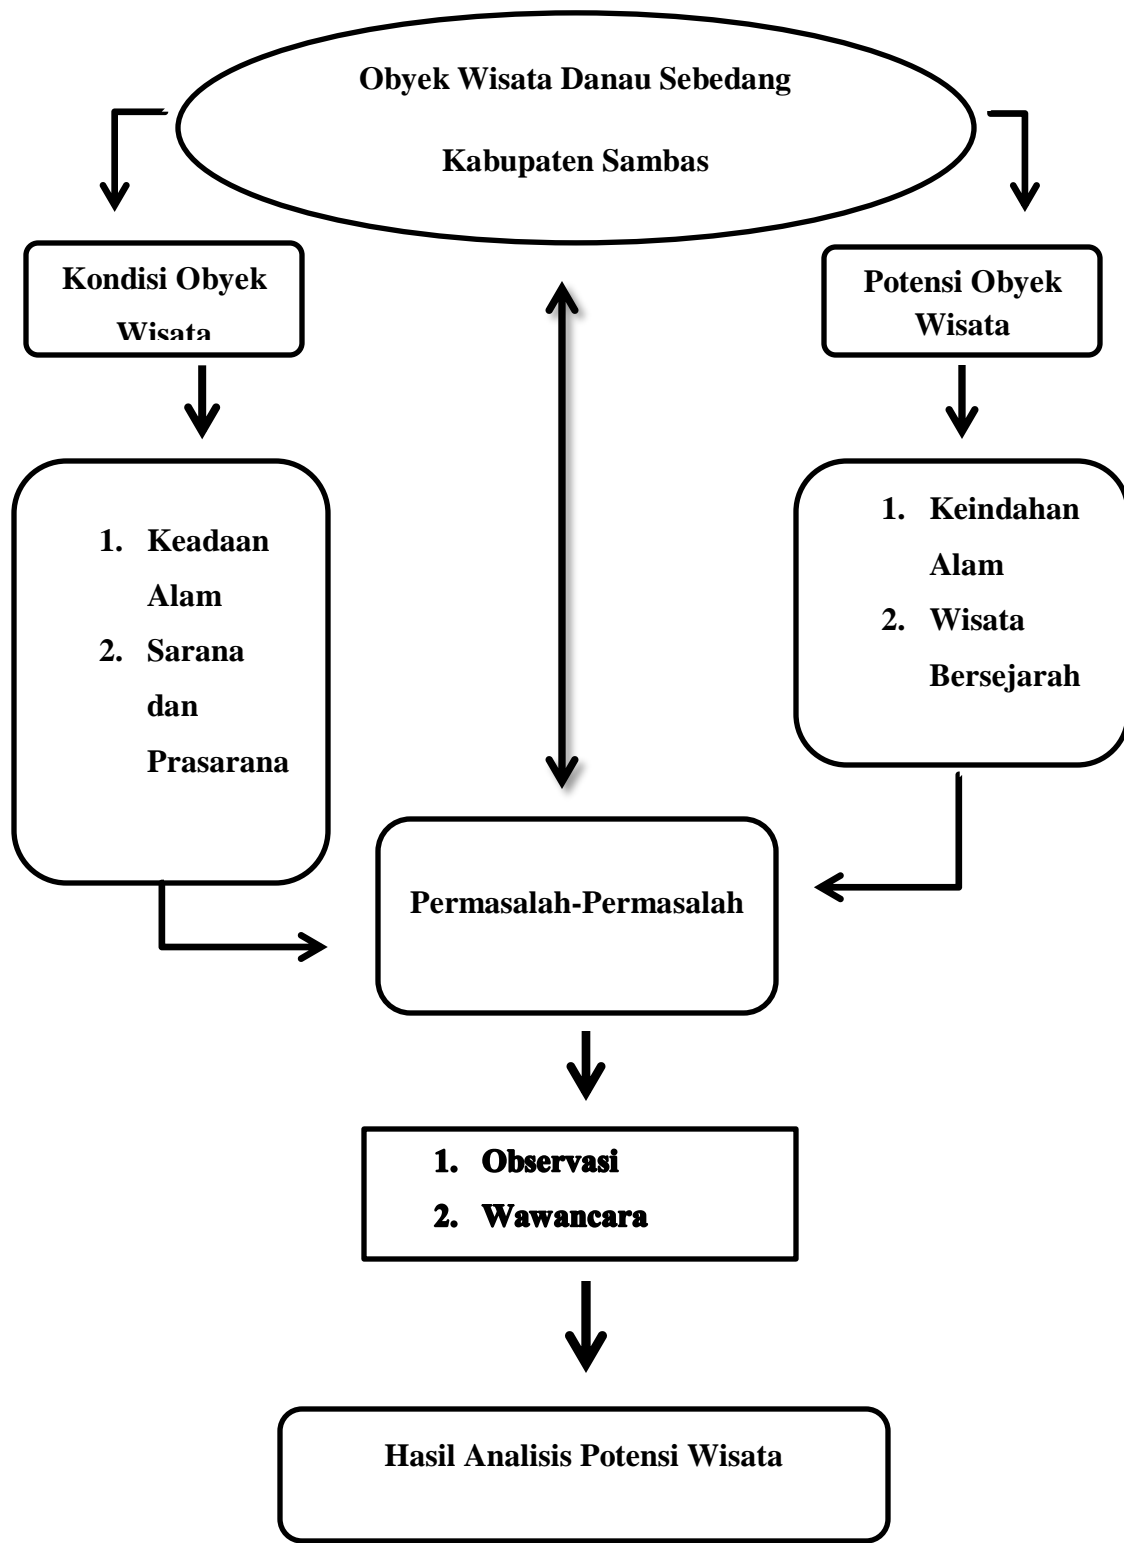 Obyek Wisata Danau Sebedang
Kabupaten Sambas
Kondisi Obyek
Wisata
Potensi Obyek
Wisata
1. Keadaan
Alam
2. Sarana
dan
Prasarana
1. Keindahan
Alam
2. Wisata
Bersejarah
Permasalah-Permasalah
1. Observasi
2. Wawancara
Hasil Analisis Potensi Wisata